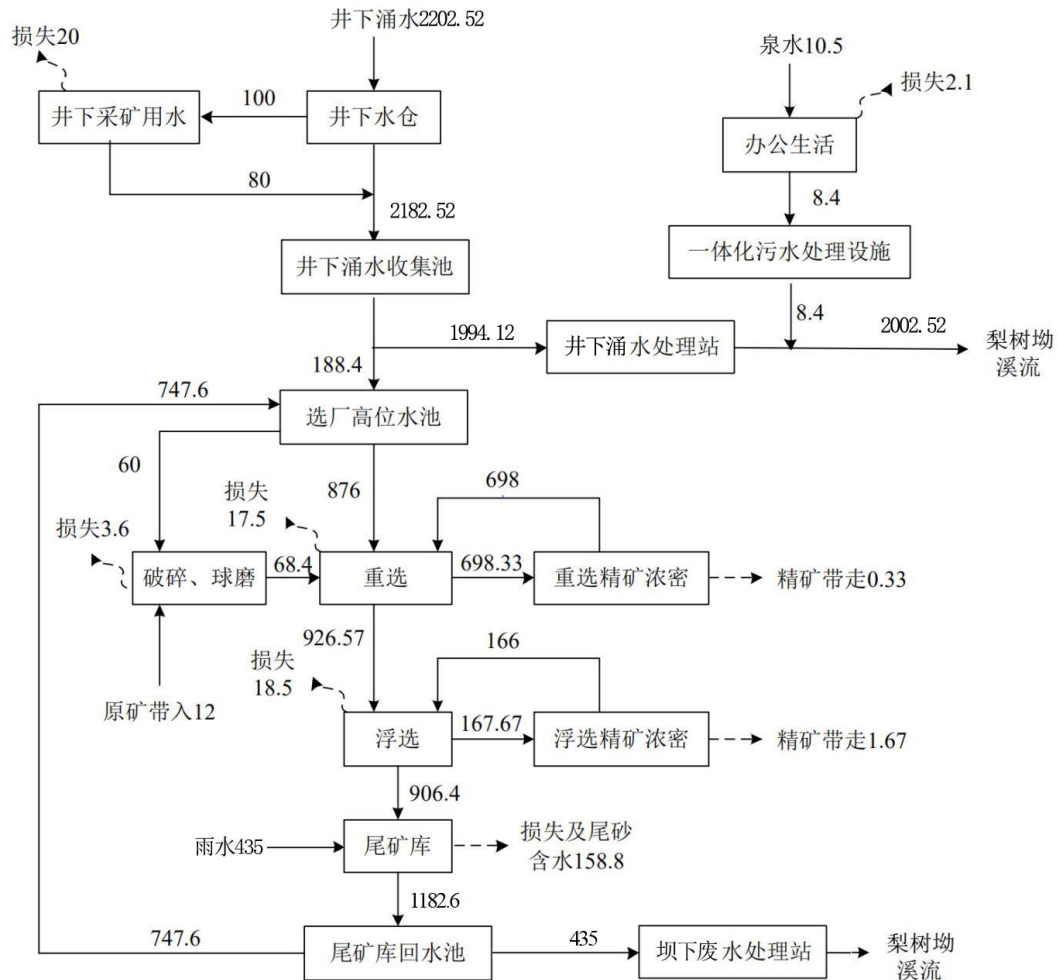 井下涌水2202.52
损失20
泉水10.5
100
损失2.1
井下采矿用水
井下水仓
办公生活
80
8.4
2182.52
井下涌水收集池
一体化污水处理设施
1994.12
8.4
2002.52
井下涌水处理站
梨树坳
溪流
188.4
747.6
选厂高位水池
60
876
698
损失
17.5
损失3.6
破碎、球磨
68.4
重选
698.33
重选精矿浓密
精矿带走0.33
926.57
166
损失
18.5
原矿带入12
浮选
167.67
浮选精矿浓密
精矿带走1.67
906.4
雨水435
尾矿库
损失及尾砂
含水158.8
1182.6
747.6
尾矿库回水池
435
坝下废水处理站
梨树坳
溪流